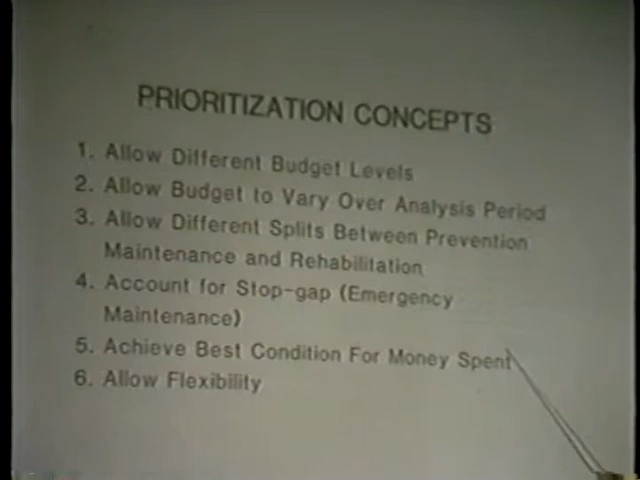 PRIORITIZATION CONCEPTS
1. Allow Different Budget Levels
2. Allow Budget to Vary Over Analysis Period
3. Allow Different Splits Between Prevention
Maintenance and Rehabilitation
4. Account for Stop-gap (Emergency
Maintenance)
5. Achieve Best Condition For Money Spent
6. Allow Flexibility